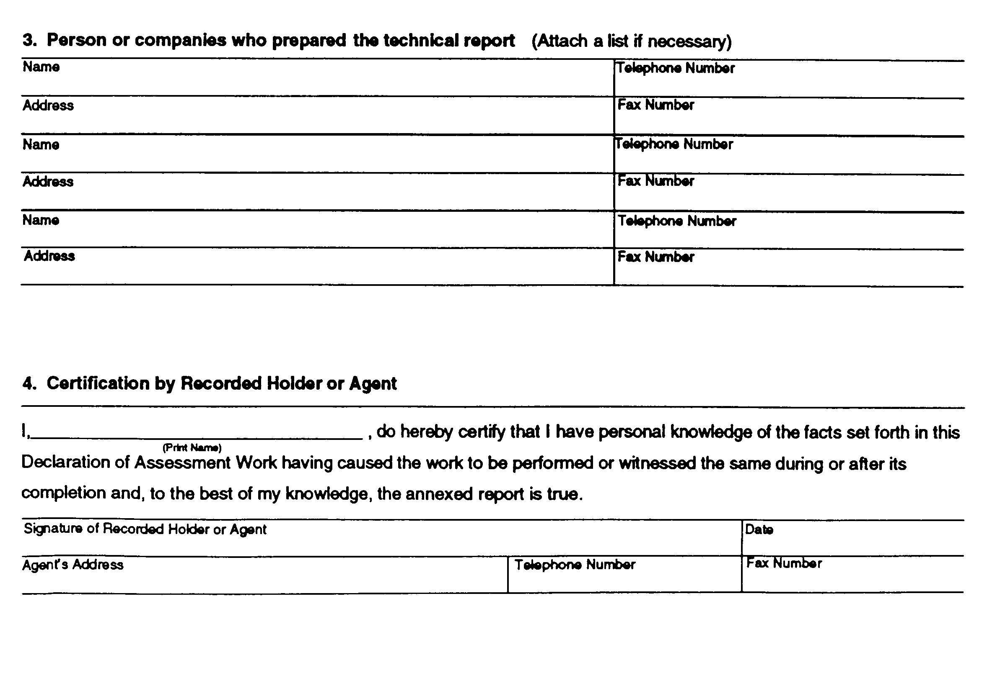 3. Person or companies who prepared the technical report (Attach a list if necessary)
Name Telephone Number
Address Fax Number
Name Telephone Number
Address Fax Number
Name Telephone Number
Address Fax Number
4. Certification by Recorded Holder or Agent
I,____________________, do hereby certify that I have personal knowledge of the facts set forth in this
(Print Name)
Declaration of Assessment Work having caused the work to be performed or witnessed the same during or after its
completion and, to the best of my knowledge, the annexed report is true.
Signature of Recorded Holder or Agent Date
Agent's Address Telephone Number Fax Number